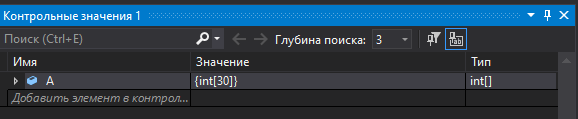 Контрольные значения 1
Поиск (Ctrl+E) Глубина поиска: 3
Имя Значение Тип
A {int[30]} int[]
Добавить элемент в контрол...